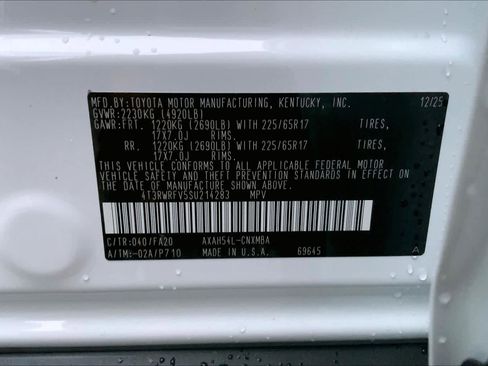 MFD.BY:TOYOTA MOTOR MANUFACTURING, KENTUCKY, INC. 12/25
GVWR:2230KG (4920LB)
GAWR:FRT. 1220KG (2690LB) WITH 225/65R17 TIRES,
17X7.0J RIMS.
RR. 1220KG (2690LB) WITH 225/65R17 TIRES,
17X7.0J RIMS.
THIS VEHICLE CONFORMS TO ALL APPLICABLE FEDERAL MOTOR
VEHICLE SAFETY AND THEFT PREVENTION STANDARDS
IN EFFECT ON THE DATE OF MANUFACTURE SHOWN ABOVE.
4T3RWRFV5SU214283 MPV
C/TR:040/FA20 AXAH54L-CNXMBA
A/TM:-02A/P710 MADE IN U.S.A. 69645 A